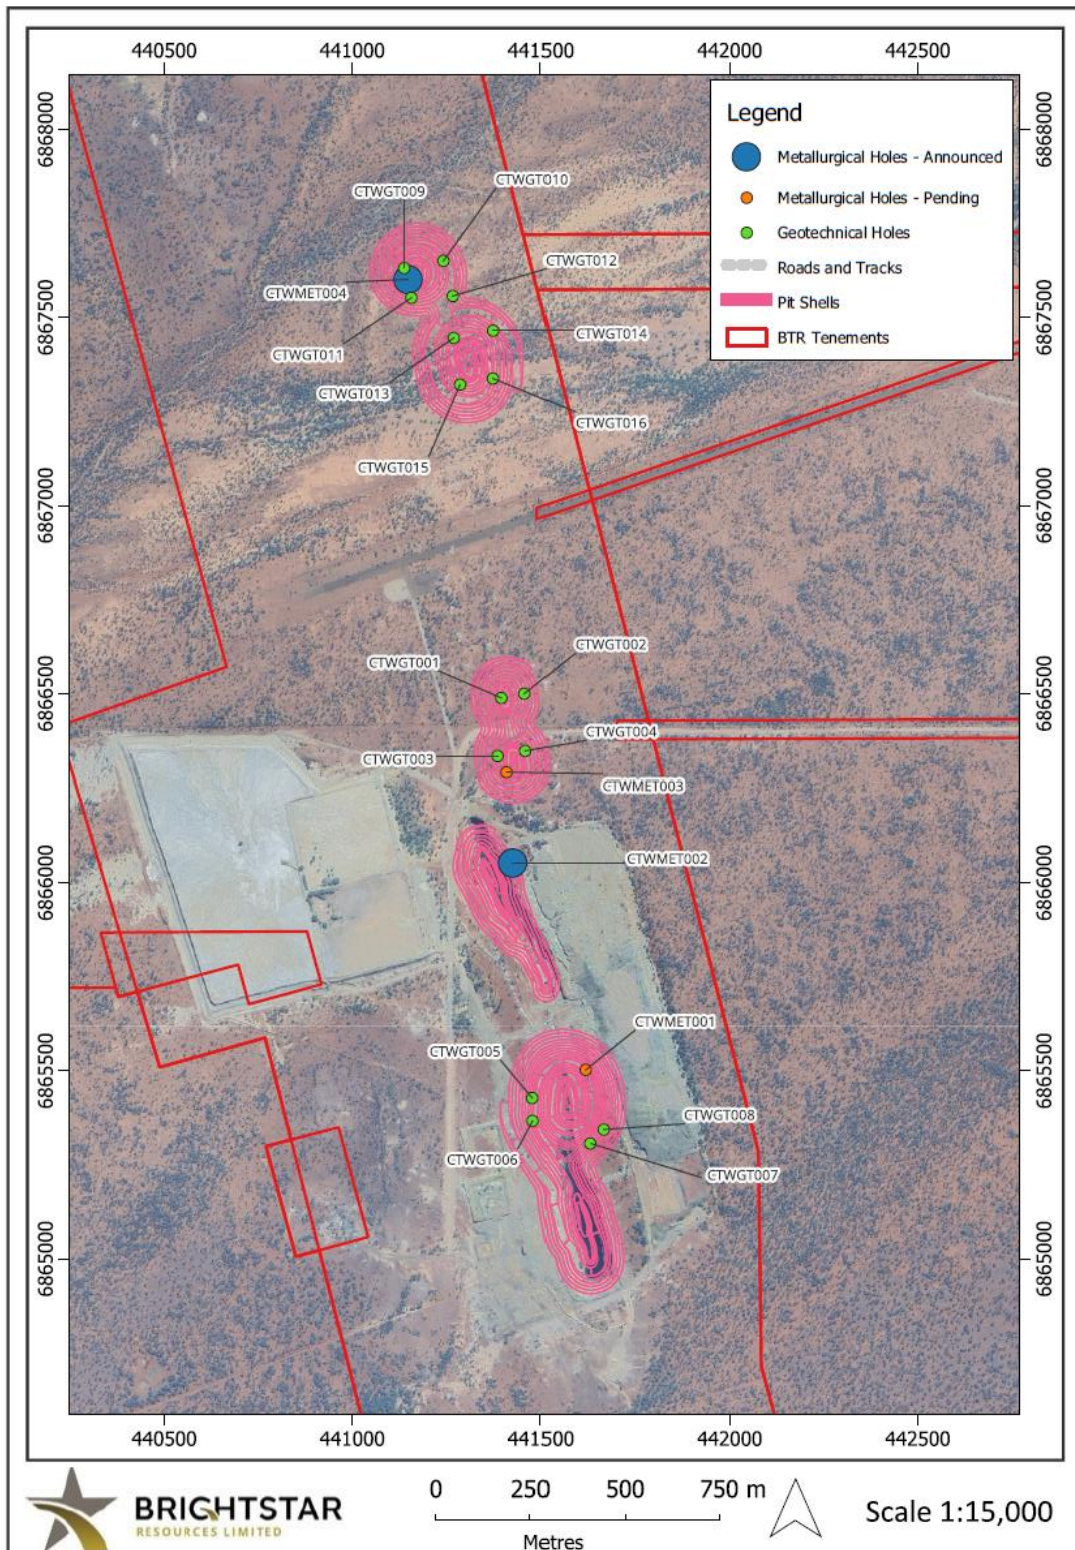 440500 441000 441500 442000 442500
6868000
6868000
Legend
Metallurgical Holes - Announced
Metallurgical Holes - Pending
Geotechnical Holes
Roads and Tracks
Pit Shells
BTR Tenements
CTWGT009
CTWGT010
CTWGT012
CTWMET004
6867500
6867500
CTWGT014
CTWGT011
CTWGT013
CTWGT016
CTWGT015
6867000
6867000
CTWGT002
CTWGT001
6866500
6866500
CTWGT004
CTWGT003
CTWMET003
CTWMET002
6866000
6866000
CTWMET001
CTWGT005
6865500
6865500
CTWGT008
CTWGT006
CTWGT007
6865000
6865000
440500 441000 441500 442000 442500
BRIGHTSTAR
RESOURCES LIMITED
0 250 500 750 m
Metres
Scale 1:15,000